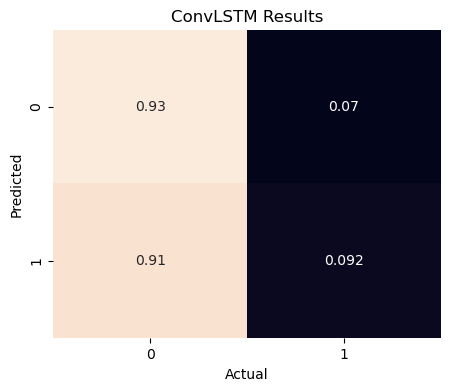 ConvLSTM Results
Predicted
0
0.93
0.07
1
0.91
0.092
0
1
Actual